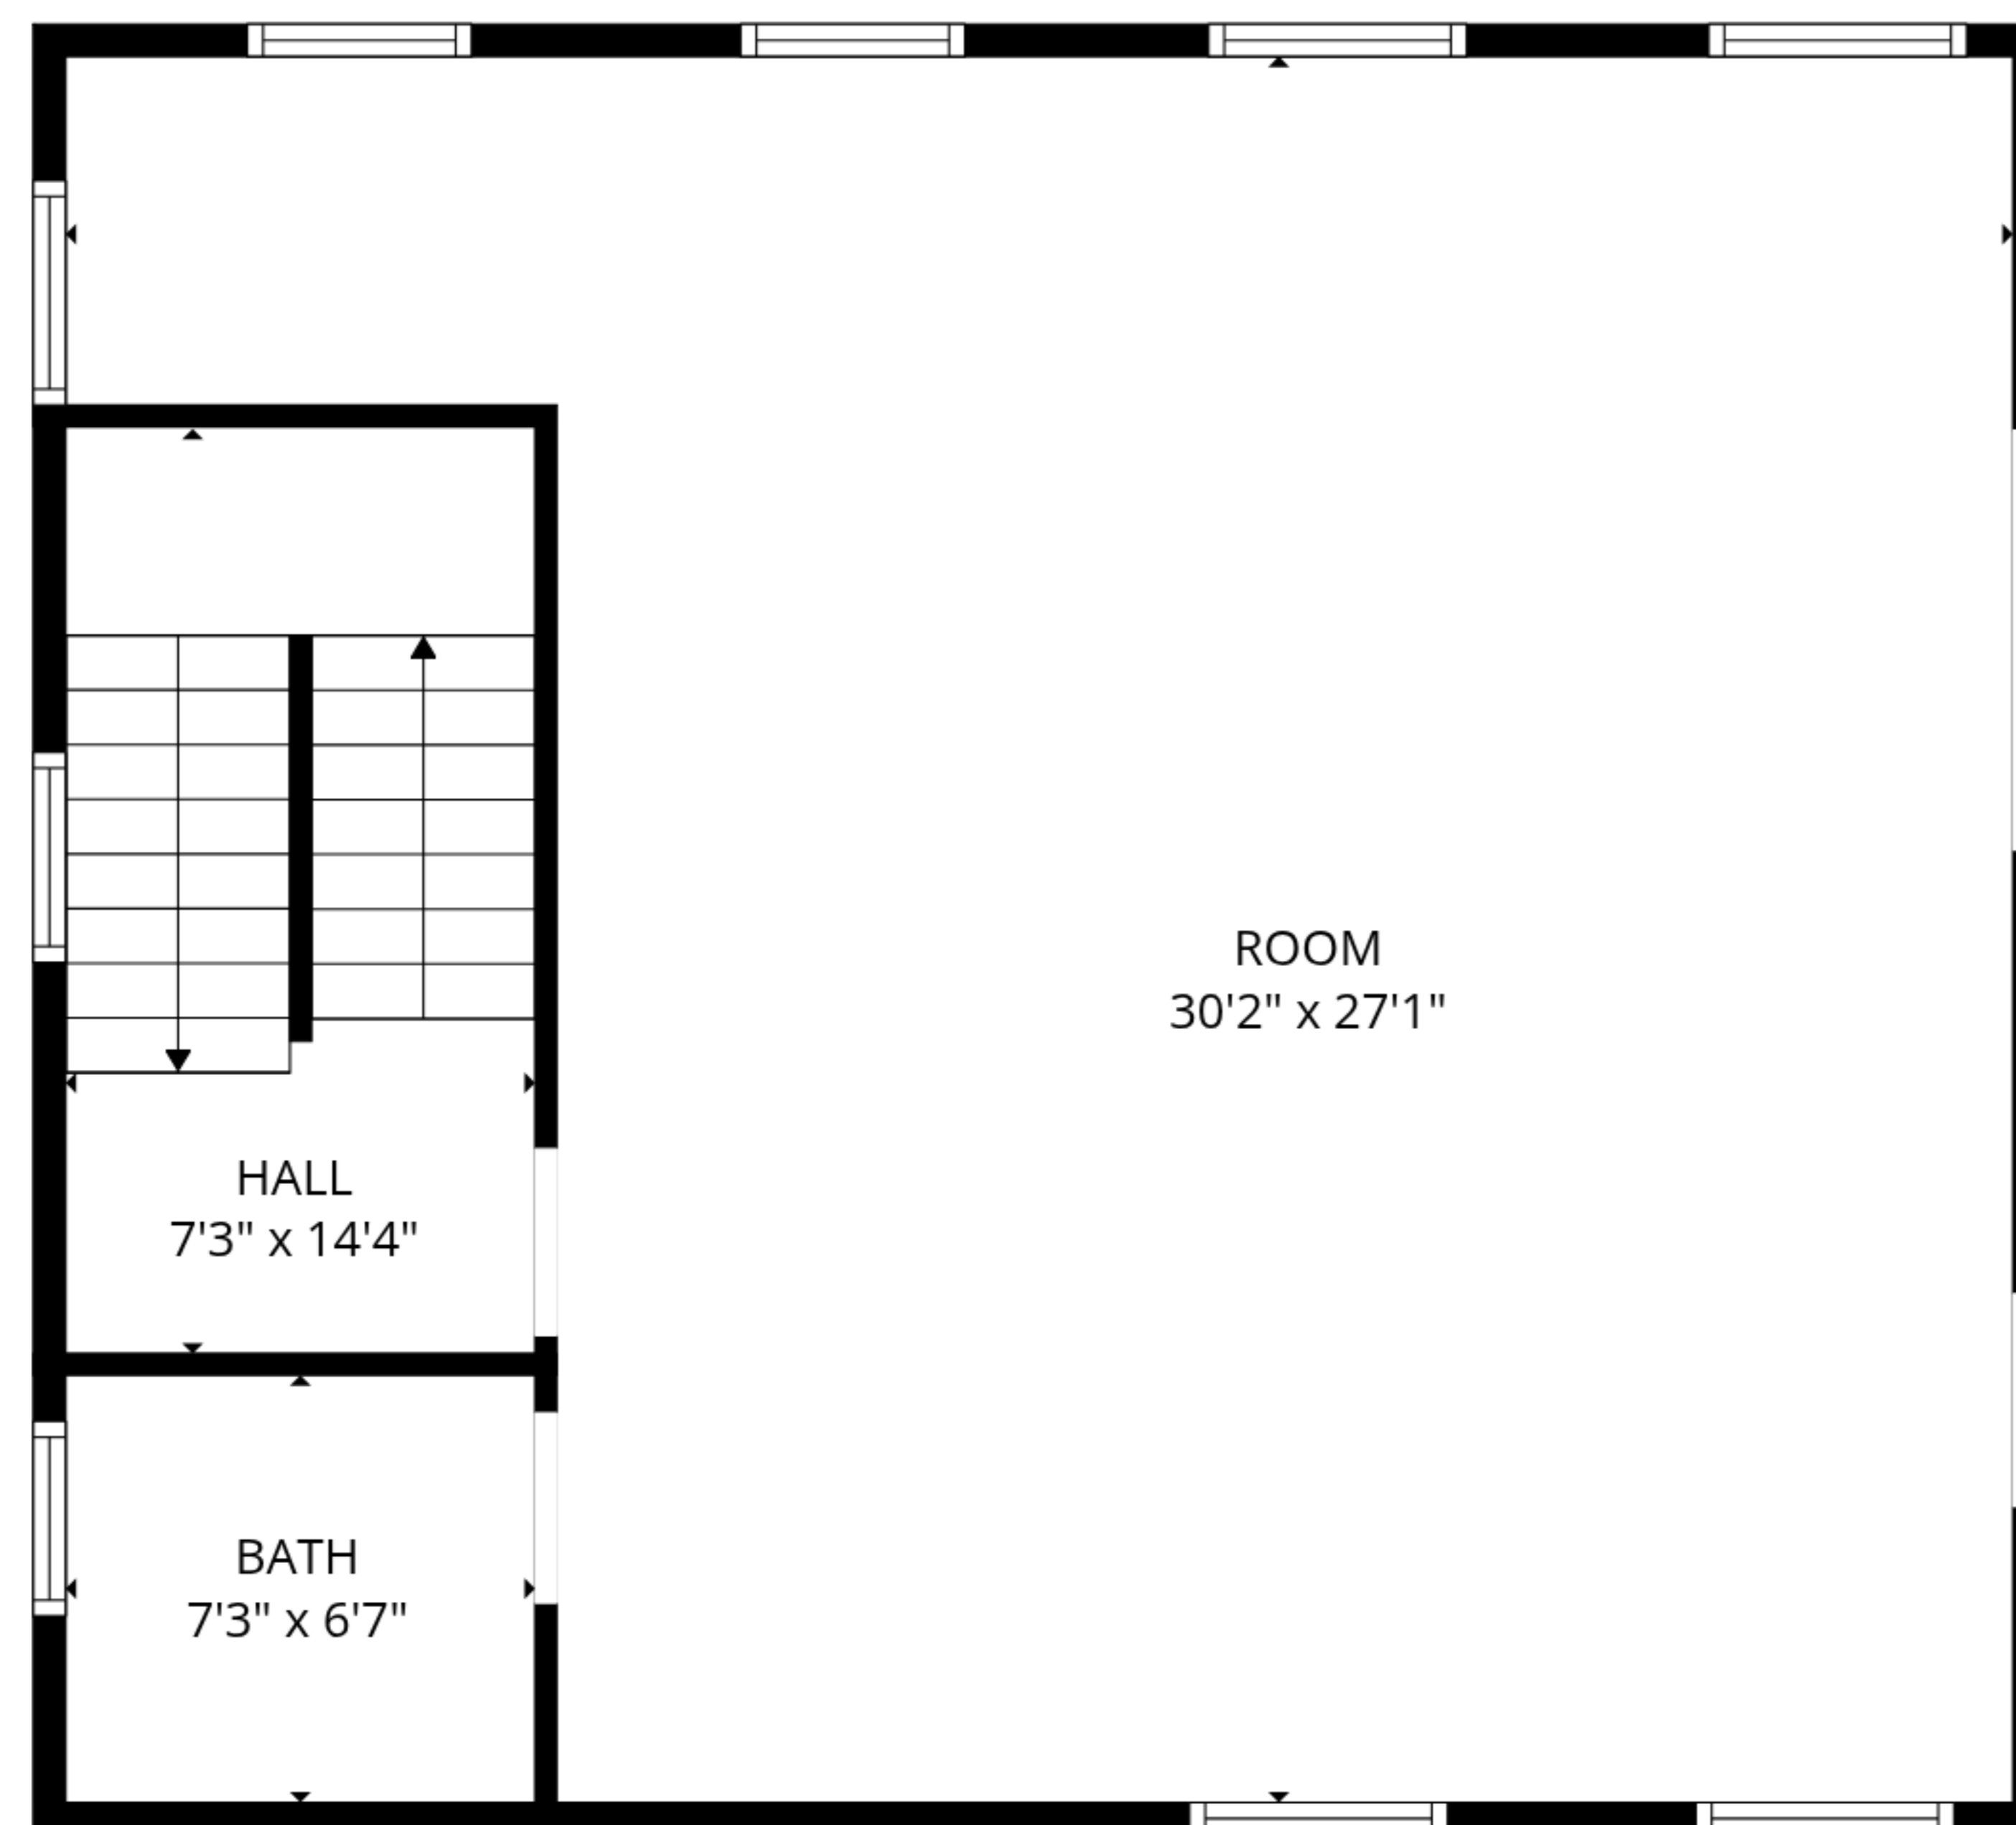 ROOM
30'2" x 27'1"
HALL
7'3" x 14'4"
BATH
7'3" x 6'7"